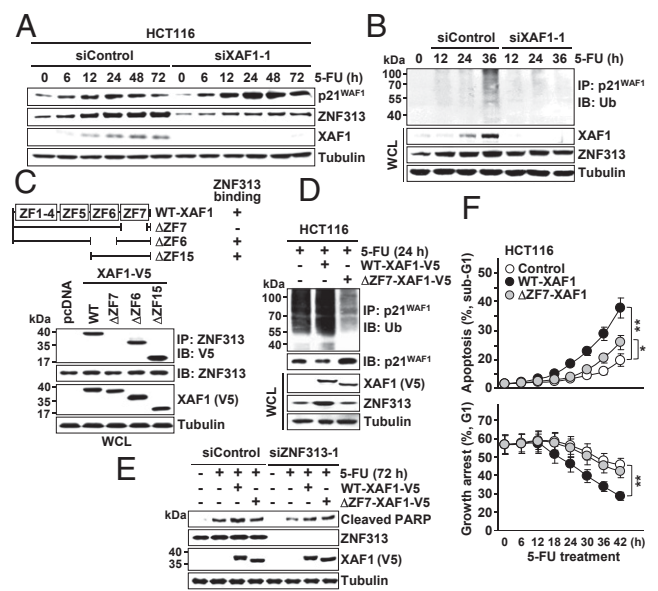 A
HCT116
siControl siXAF1-1
0 6 12 24 48 72 0 6 12 24 48 72 5-FU (h)
p21WAF1
ZNF313
XAF1
Tubulin
B
siControl siXAF1-1
kDa 0 12 24 36 12 24 36 5-FU (h)
100
70
55
40
IP: p21WAF1
IB: Ub
WCL
XAF1
ZNF313
Tubulin
C
ZNF313
binding
ZF1-4 ZF5 ZF6 ZF7 WT-XAF1 +
ΔZF7 -
ΔZF6 +
ΔZF15 +
XAF1-V5
pcDNA WT ΔZF7 ΔZF6 ΔZF15
kDa
40
35
17
IP: ZNF313
IB: V5
IB: ZNF313
40
35
17
XAF1 (V5)
Tubulin
WCL
D
HCT116
+ + + 5-FU (24 h)
+ WT-XAF1-V5
+ ΔZF7-XAF1-V5
kDa
100
70
55
40
IP: p21WAF1
IB: Ub
IB: p21WAF1
WCL
XAF1 (V5)
ZNF313
Tubulin
E
siControl siZNF313-1
- + + + - + + + 5-FU (72 h)
+ + WT-XAF1-V5
+ + ΔZF7-XAF1-V5
kDa
Cleaved PARP
ZNF313
40
35
XAF1 (V5)
Tubulin
F
HCT116
Control
WT-XAF1
ΔZF7-XAF1
Apoptosis (%, sub-G1)
50
40
30
20
10
0
**
*
Growth arrest (%, G1)
70
60
50
40
30
20
10
0
**
0 6 12 18 24 30 36 42 (h)
5-FU treatment